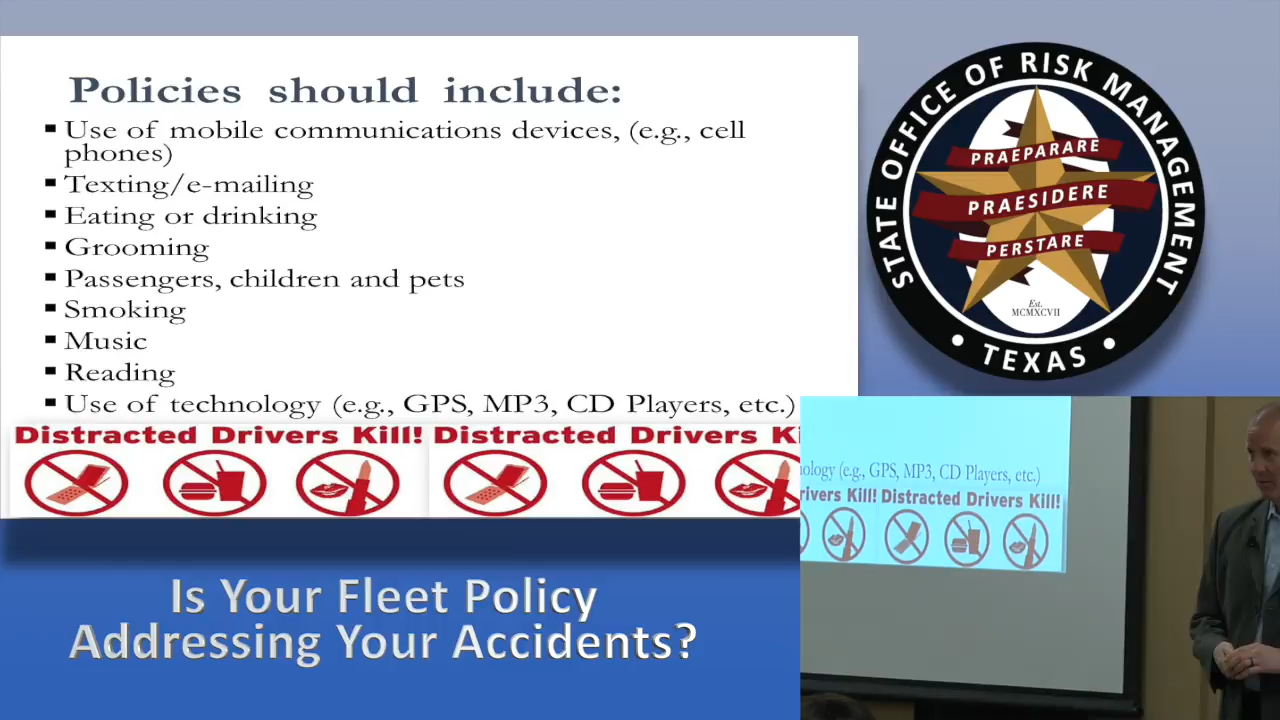 Policies should include:
Use of mobile communications devices, (e.g., cell
phones)
Texting/e-mailing
Eating or drinking
Grooming
Passengers, children and pets
Smoking
Music
Reading
Use of technology (e.g., GPS, MP3, CD Players, etc.)
Distracted Drivers Kill! Distracted Drivers Ki
Is Your Fleet Policy
Addressing Your Accidents?
STATE OFFICE OF RISK MANAGEMENT
PRAEPARARE
PRAESIDERE
PERSTARE
Est.
MCMXCVII
• TEXAS •
nology (e.g., GPS, MP3, CD Players, etc.)
rivers Kill! Distracted Drivers Kill!